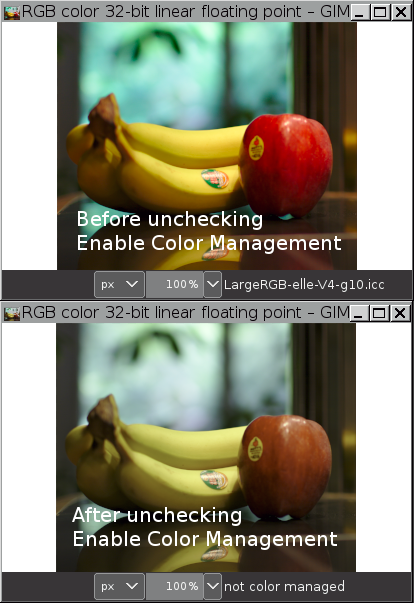 RGB color 32-bit linear floating point – GIM
Before unchecking
Enable Color Management
px
100%
LargeRGB-elle-V4-g10.icc
RGB color 32-bit linear floating point – GIM
After unchecking
Enable Color Management
px
100%
not color managed